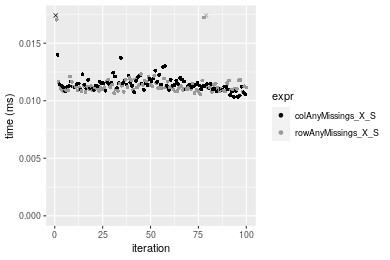 0.015
0.010
0.005
0.000
time (ms)
0
25
50
75
100
iteration
expr
colAnyMissings_X_S
rowAnyMissings_X_S